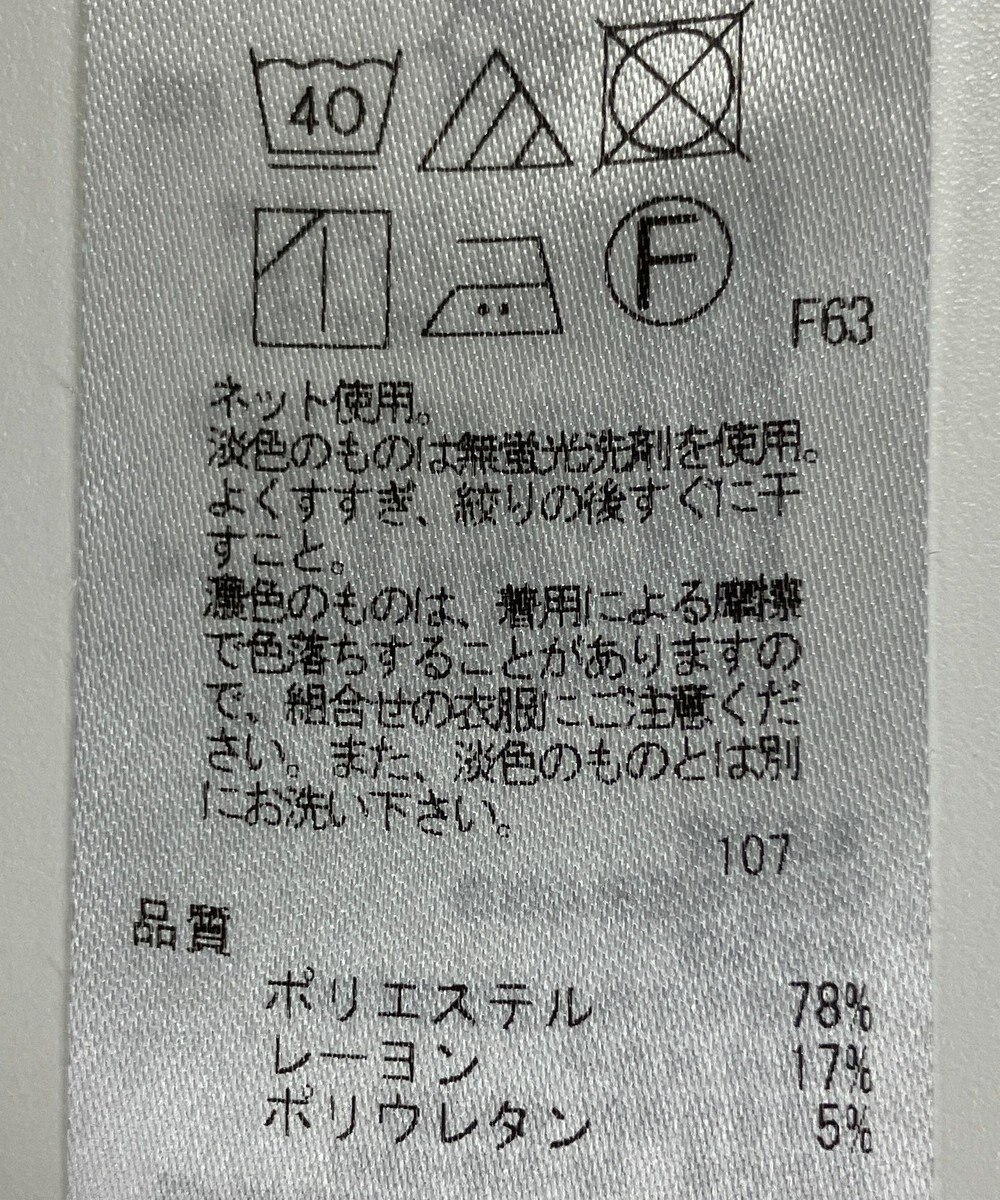 40
F
F63
ネット使用。
淡色のものは無蛍光洗剤を使用。
よくすすぎ、絞りの後すぐに干
すこと。
濃色のものは、着用による摩擦
で色落ちすることがありますの
で、組合せの衣服にご注意くだ
さい。また、淡色のものとは別
にお洗い下さい。
107
品質
ポリエステル 78%
レーヨン 17%
ポリウレタン 5%